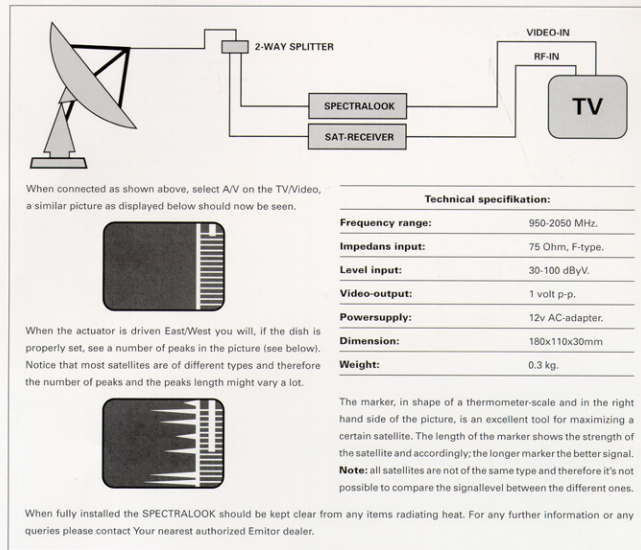 VIDEO-IN
2-WAY SPLITTER
RF-IN
TV
SPECTRALOOK
SAT-RECEIVER
When connected as shown above, select A/V on the TV/Video,
a similar picture as displayed below should now be seen.
When the actuator is driven East/West you will, if the dish is
properly set, see a number of peaks in the picture (see below).
Notice that most satellites are of different types and therefore
the number of peaks and the peaks length might vary a lot.
Technical specifikation:
Frequency range: 950-2050 MHz.
Impedans input: 75 Ohm, F-type.
Level input: 30-100 dByV.
Video-output: 1 volt p-p.
Powersupply: 12v AC-adapter.
Dimension: 180x110x30mm
Weight: 0.3 kg.
The marker, in shape of a thermometer-scale and in the right
hand side of the picture, is an excellent tool for maximizing a
certain satellite. The length of the marker shows the strength of
the satellite and accordingly; the longer marker the better signal.
Note: all satellites are not of the same type and therefore it's not
possible to compare the signallevel between the different ones.
When fully installed the SPECTRALOOK should be kept clear from any items radiating heat. For any further information or any
queries please contact Your nearest authorized Emitor dealer.